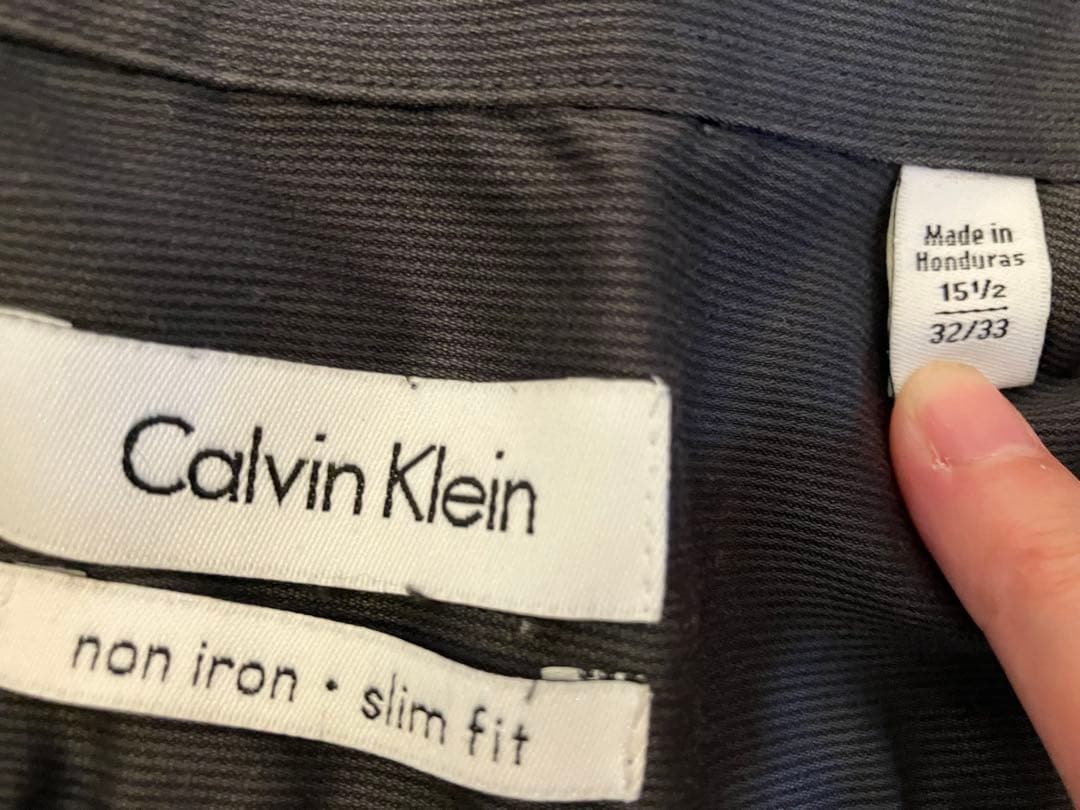 Made in
Honduras
15½
32/33
Calvin Klein
non iron • slim fit